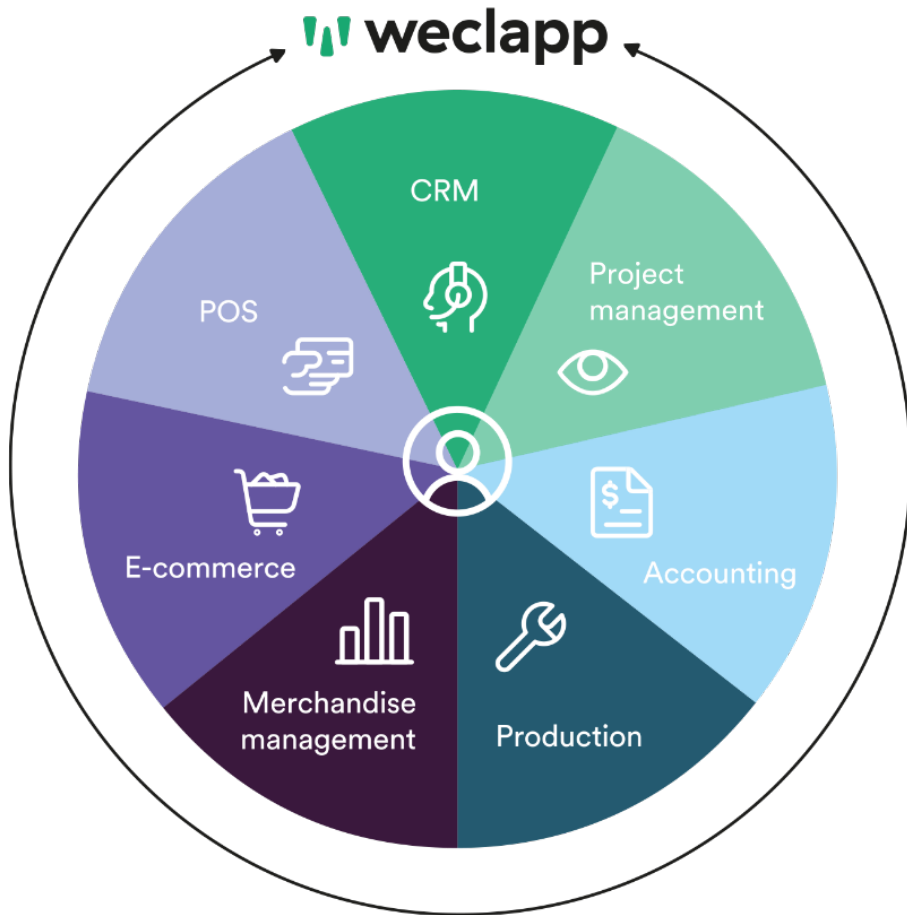 weclapp
CRM
Project
management
POS
$
E-commerce
Accounting
Merchandise
management
Production